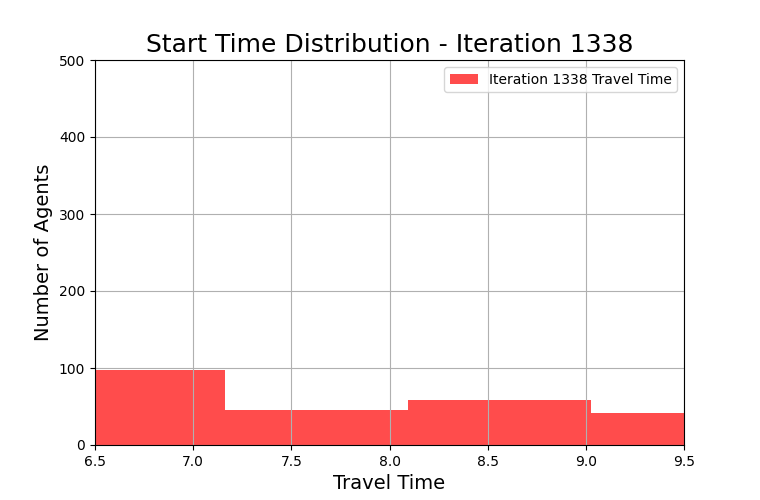 Start Time Distribution - Iteration 1338
500
400
300
200
100
0
Number of Agents
Iteration 1338 Travel Time
6.5 7.0 7.5 8.0 8.5 9.0 9.5
Travel Time